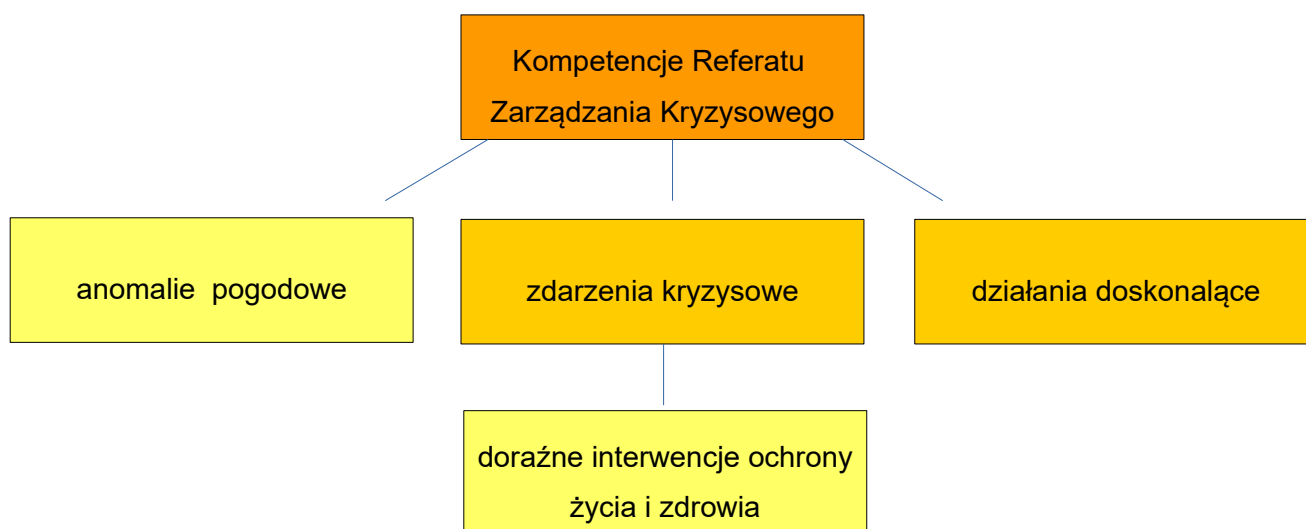 Kompetencje Referatu
Zarządzania Kryzysowego
anomalie pogodowe
zdarzenia kryzysowe
działania doskonalące
doraźne interwencje ochrony
życia i zdrowia